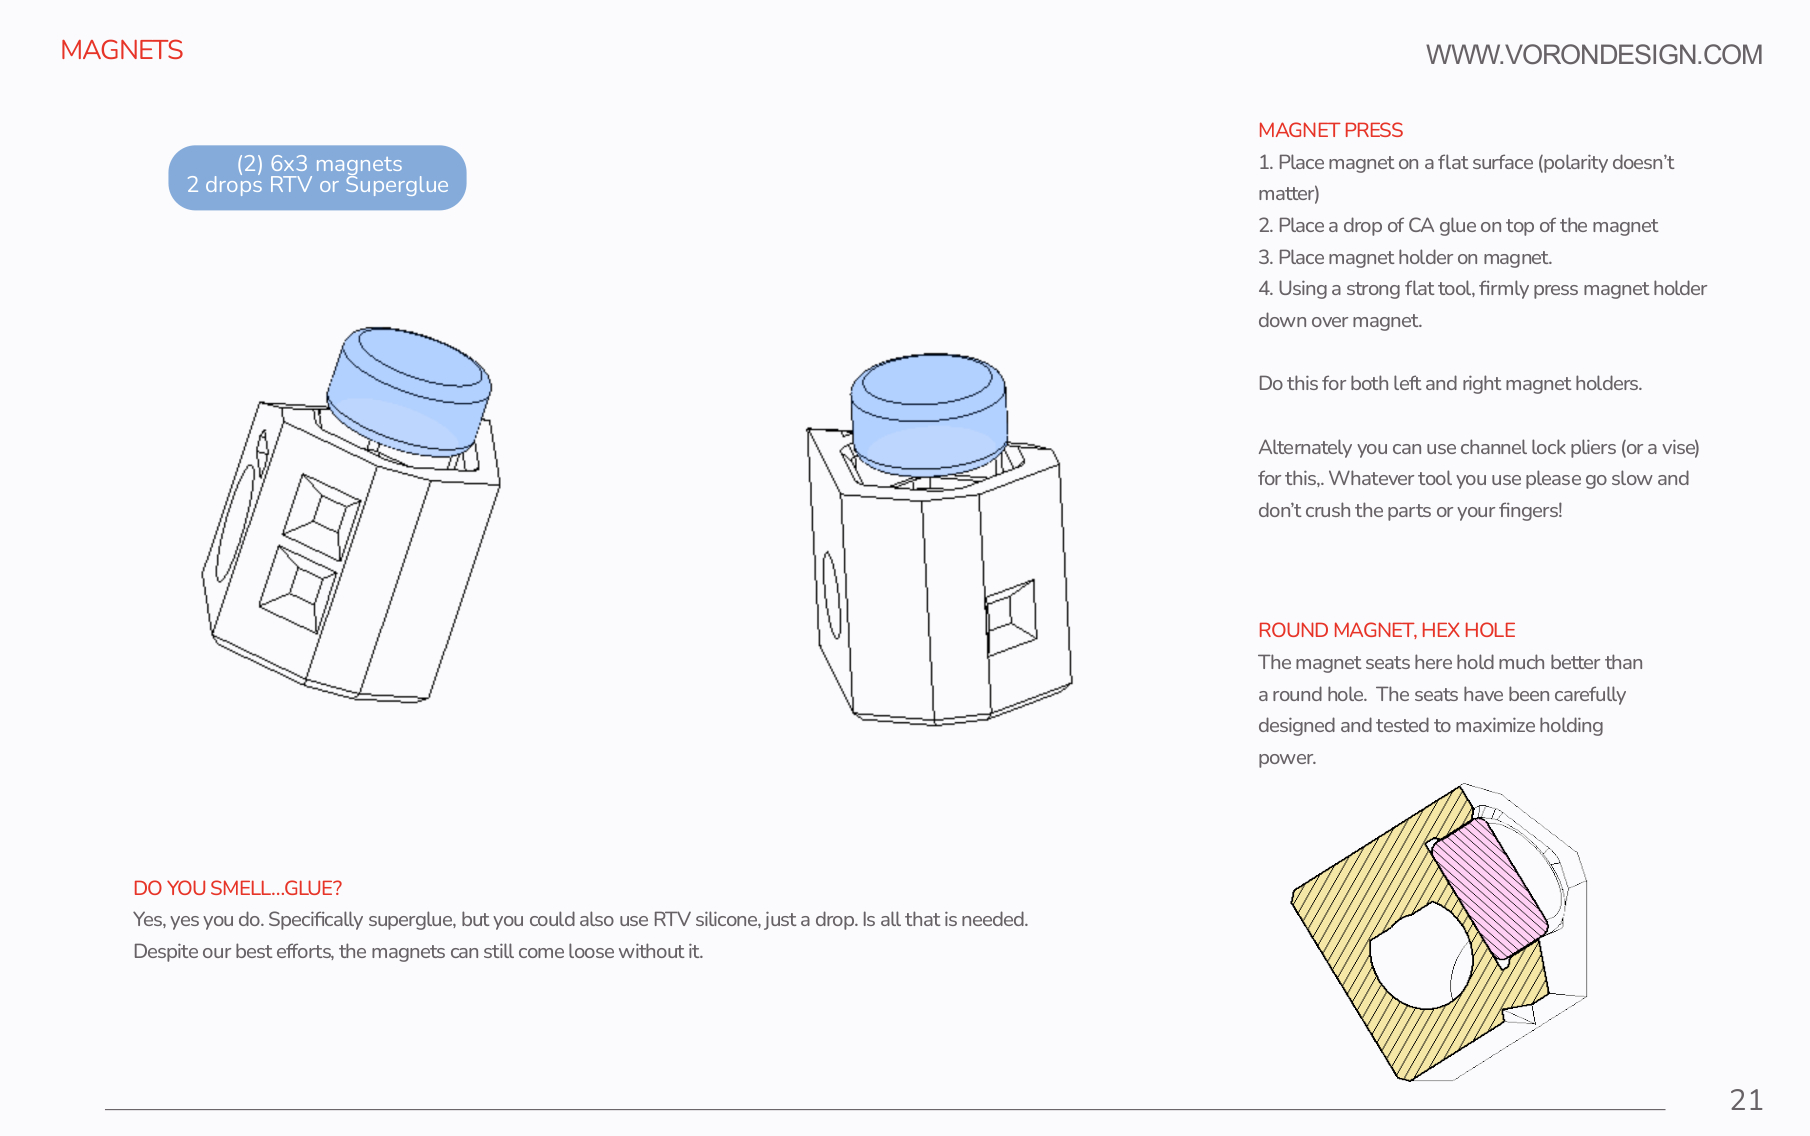 MAGNETS
WWW.VORONDESIGN.COM
(2) 6x3 magnets
2 drops RTV or Superglue
MAGNET PRESS
1. Place magnet on a flat surface (polarity doesn’t
matter)
2. Place a drop of CA glue on top of the magnet
3. Place magnet holder on magnet.
4. Using a strong flat tool, firmly press magnet holder
down over magnet.
Do this for both left and right magnet holders.
Alternately you can use channel lock pliers (or a vise)
for this,. Whatever tool you use please go slow and
don’t crush the parts or your fingers!
ROUND MAGNET, HEX HOLE
The magnet seats here hold much better than
a round hole.  The seats have been carefully
designed and tested to maximize holding
power.
DO YOU SMELL...GLUE?
Yes, yes you do. Specifically superglue, but you could also use RTV silicone, just a drop. Is all that is needed.
Despite our best efforts, the magnets can still come loose without it.
21